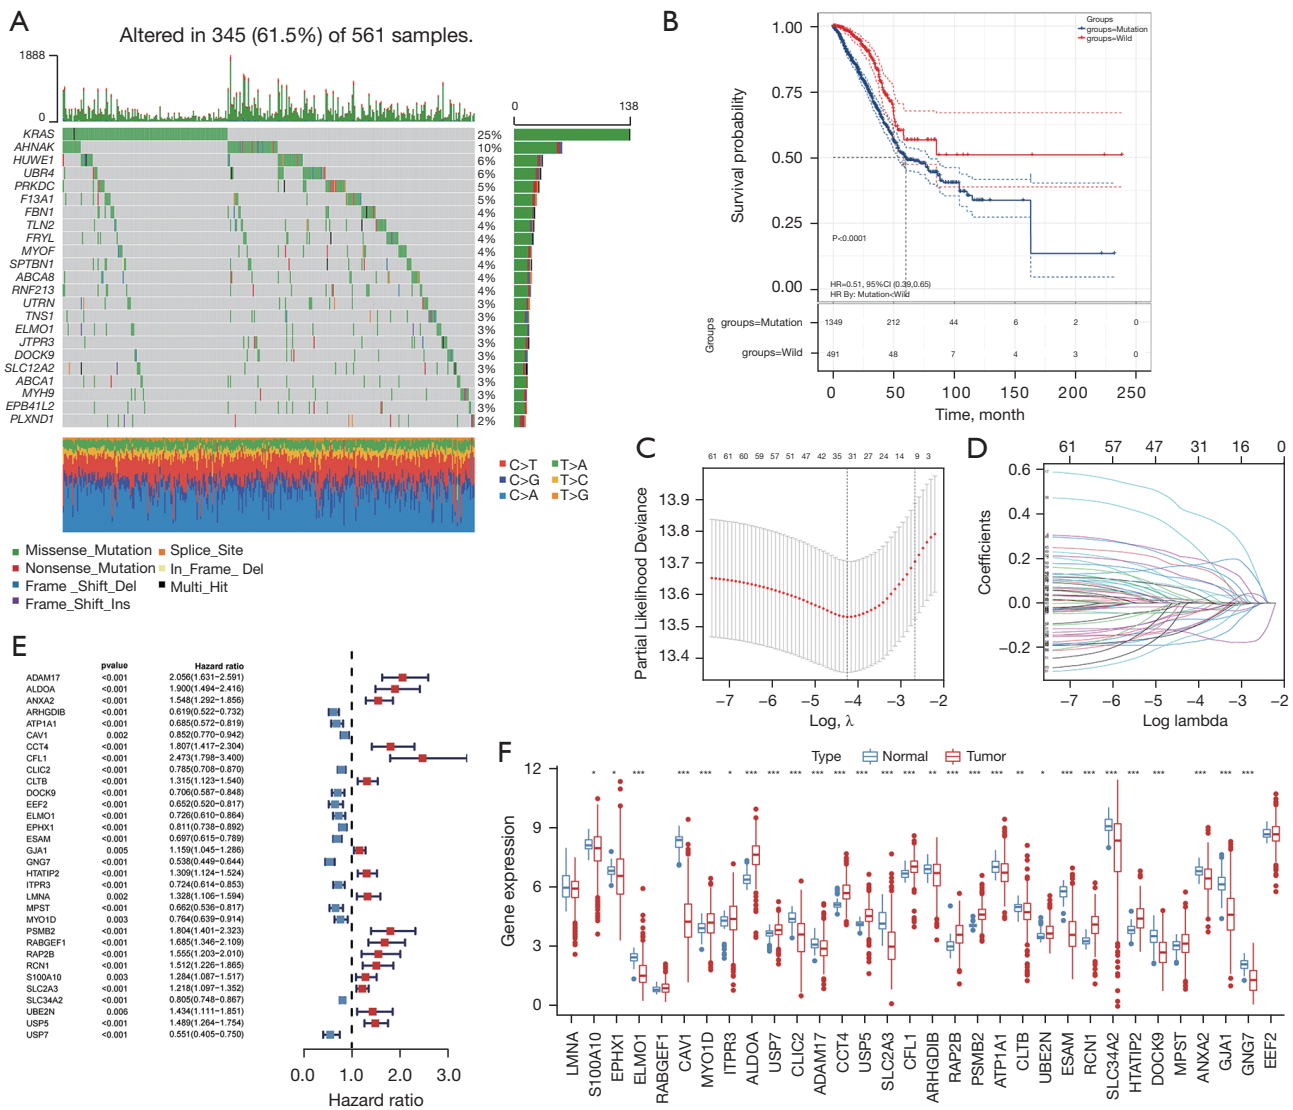 A
Altered in 345 (61.5%) of 561 samples.
1888
0
0 138
KRAS 25%
AHNAK 10%
HUWE1 6%
UBR4 6%
PRKDC 5%
F13A1 5%
FBN1 4%
TLN2 4%
FRYL 4%
MYOF 4%
SPTBN1 4%
ABCA8 4%
RNF213 4%
UTRN 3%
TNS1 3%
ELMO1 3%
JTPR3 3%
DOCK9 3%
SLC12A2 3%
ABCA1 3%
MYH9 3%
EPB41L2 3%
PLXND1 2%
C>T T>A
C>G T>C
C>A T>G
Missense_Mutation Splice_Site
Nonsense_Mutation In_Frame_ Del
Frame _Shift_Del Multi_Hit
Frame_Shift_Ins
B
Groups
groups=Mutation
groups=Wild
Survival probability
1.00
0.75
0.50
0.25
0.00
P<0.0001
HR=0.51, 95%CI (0.39,0.65)
HR By: Mutation<Wild
Groups
groups=Mutation 1349 212 44 6 2 0
groups=Wild 491 48 7 4 3 0
0 50 100 150 200 250
Time, month
C
61 61 60 59 57 51 47 42 35 31 27 24 14 9 3
Partial Likelihood Deviance
13.9
13.8
13.7
13.6
13.5
13.4
−7 −6 −5 −4 −3 −2
Log, λ
D
61 57 47 31 16 0
Coefficients
0.6
0.4
0.2
0.0
−0.2
−7 −6 −5 −4 −3 −2 −1
Log lambda
E
pvalue Hazard ratio
ADAM17 <0.001 2.056(1.631−2.591)
ALDOA <0.001 1.900(1.494−2.416)
ANXA2 <0.001 1.548(1.292−1.856)
ARHGDIB <0.001 0.619(0.522−0.732)
ATP1A1 <0.001 0.685(0.572−0.819)
CAV1 0.002 0.852(0.770−0.942)
CCT4 <0.001 1.807(1.417−2.304)
CFL1 <0.001 2.473(1.798−3.400)
CLIC2 <0.001 0.785(0.708−0.870)
CLTB <0.001 1.315(1.123−1.540)
DOCK9 <0.001 0.706(0.587−0.848)
EEF2 <0.001 0.652(0.520−0.817)
ELMO1 <0.001 0.726(0.610−0.864)
EPHX1 <0.001 0.811(0.738−0.892)
ESAM <0.001 0.697(0.615−0.789)
GJA1 0.005 1.159(1.045−1.286)
GNG7 <0.001 0.538(0.449−0.644)
HTATIP2 <0.001 1.309(1.124−1.524)
ITPR3 <0.001 0.724(0.614−0.853)
LMNA 0.002 1.328(1.106−1.594)
MPST <0.001 0.662(0.536−0.817)
MYO1D 0.003 0.764(0.639−0.914)
PSMB2 <0.001 1.804(1.401−2.323)
RABGEF1 <0.001 1.685(1.346−2.109)
RAP2B <0.001 1.555(1.203−2.010)
RCN1 <0.001 1.512(1.226−1.865)
S100A10 0.003 1.284(1.087−1.517)
SLC2A3 <0.001 1.218(1.097−1.352)
SLC34A2 <0.001 0.805(0.748−0.867)
UBE2N 0.006 1.434(1.111−1.851)
USP5 <0.001 1.489(1.264−1.754)
USP7 <0.001 0.551(0.405−0.750)
0.0 1.0 2.0 3.0
Hazard ratio
F
Type Normal Tumor
* * *** *** *** * *** *** *** *** *** *** *** *** ** *** *** *** ** * *** *** *** *** *** *** *** ***
Gene expression
12
9
6
3
0
LMNA S100A10 EPHX1 ELMO1 RABGEF1 CAV1 MYO1D ITPR3 ALDOA USP7 CLIC2 ADAM17 CCT4 USP5 SLC2A3 CFL1 ARHGDIB RAP2B PSMB2 ATP1A1 CLTB UBE2N ESAM RCN1 SLC34A2 HTATIP2 DOCK9 MPST ANXA2 GJA1 GNG7 EEF2